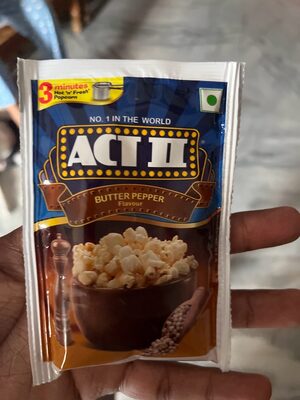 3 minutes
Hot 'n' Fresh
Popcorn
NO. 1 IN THE WORLD
ACT II
BUTTER PEPPER
Flavour